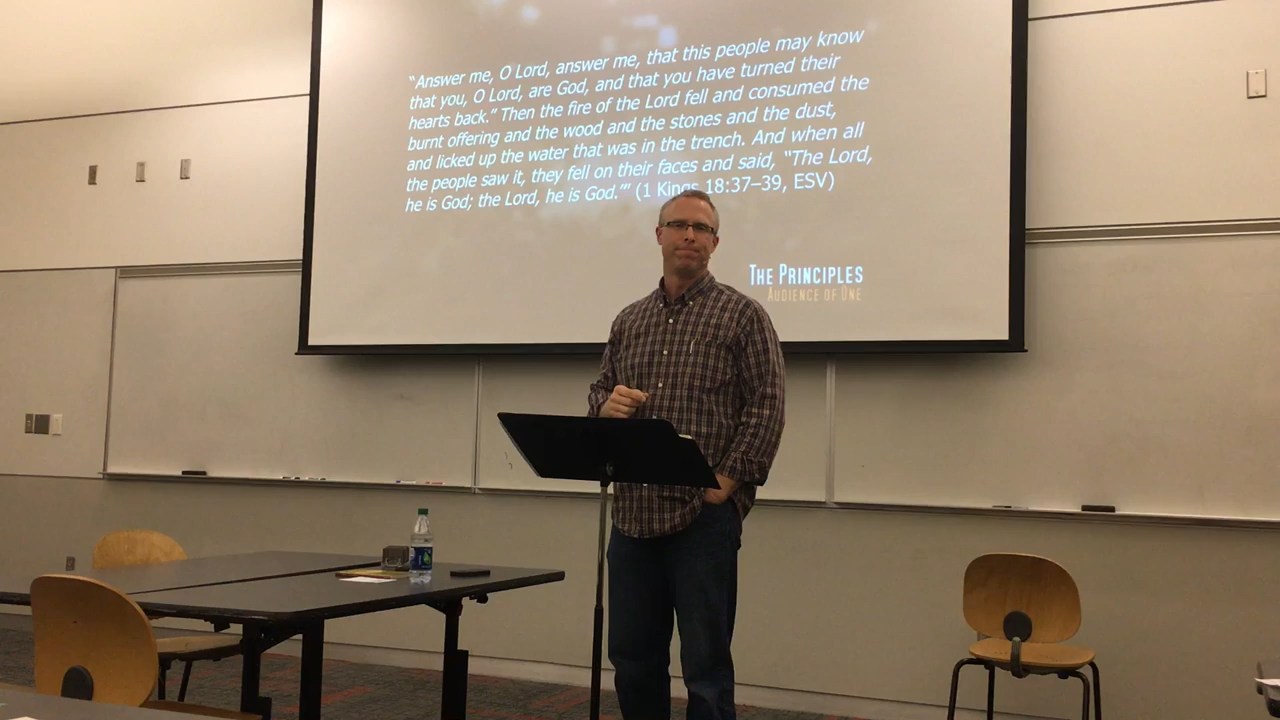 “Answer me, O Lord, answer me, that this people may know
that you, O Lord, are God, and that you have turned their
hearts back.” Then the fire of the Lord fell and consumed the
burnt offering and the wood and the stones and the dust,
and licked up the water that was in the trench. And when all
the people saw it, they fell on their faces and said, “The Lord,
he is God; the Lord, he is God.”’ (1 Kings 18:37–39, ESV)
THE PRINCIPLES
AUDIENCE OF ONE